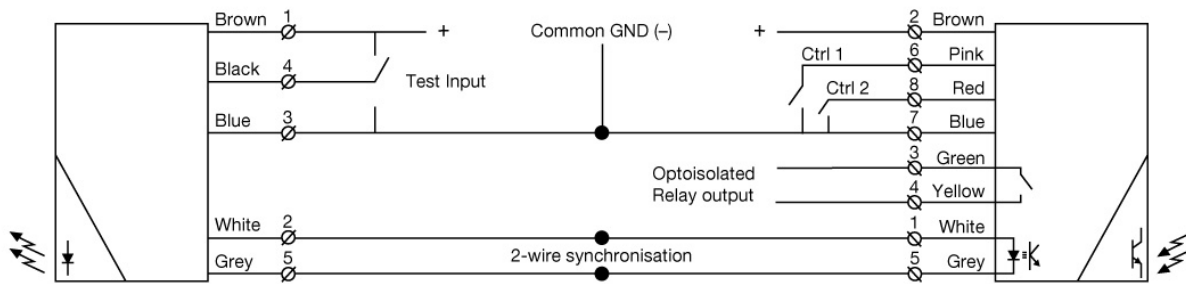 Brown 1 + Common GND (–) + 2 Brown
Ctrl 1 6 Pink
Black 4 Test Input Ctrl 2 8 Red
Blue 3 7 Blue
3 Green
Optoisolated
Relay output 4 Yellow
White 2 1 White
2-wire synchronisation
Grey 5 5 Grey